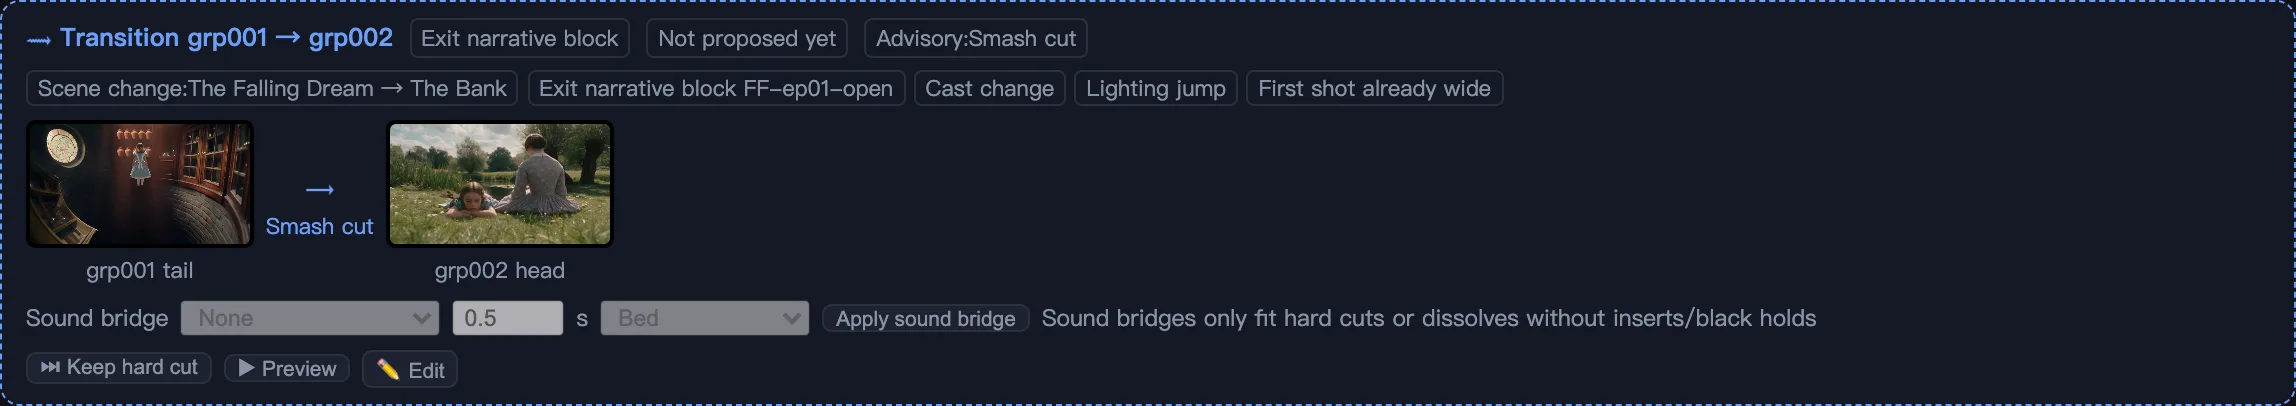 Transition grp001 → grp002 Exit narrative block Not proposed yet Advisory:Smash cut
Scene change:The Falling Dream → The Bank Exit narrative block FF-ep01-open Cast change Lighting jump First shot already wide
→
Smash cut
grp001 tail grp002 head
Sound bridge None 0.5 s Bed Apply sound bridge Sound bridges only fit hard cuts or dissolves without inserts/black holds
⏭ Keep hard cut ▶ Preview ✏️ Edit